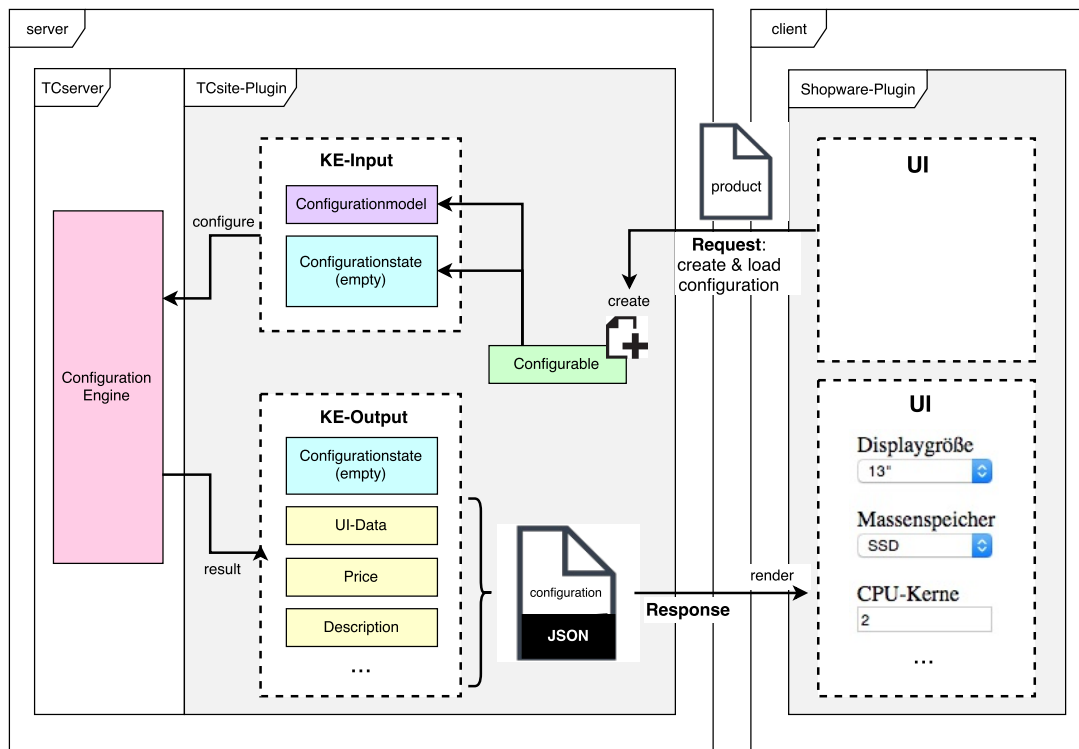 server
client
TCserver
TCsite-Plugin
Shopware-Plugin
KE-Input
Configurationmodel
Configurationstate
(empty)
configure
product
Request:
create & load
configuration
create
Configurable
UI
Configuration
Engine
KE-Output
Configurationstate
(empty)
UI-Data
Price
Description
...
result
configuration
JSON
Response
render
UI
Displaygröße
13"
Massenspeicher
SSD
CPU-Kerne
2
...